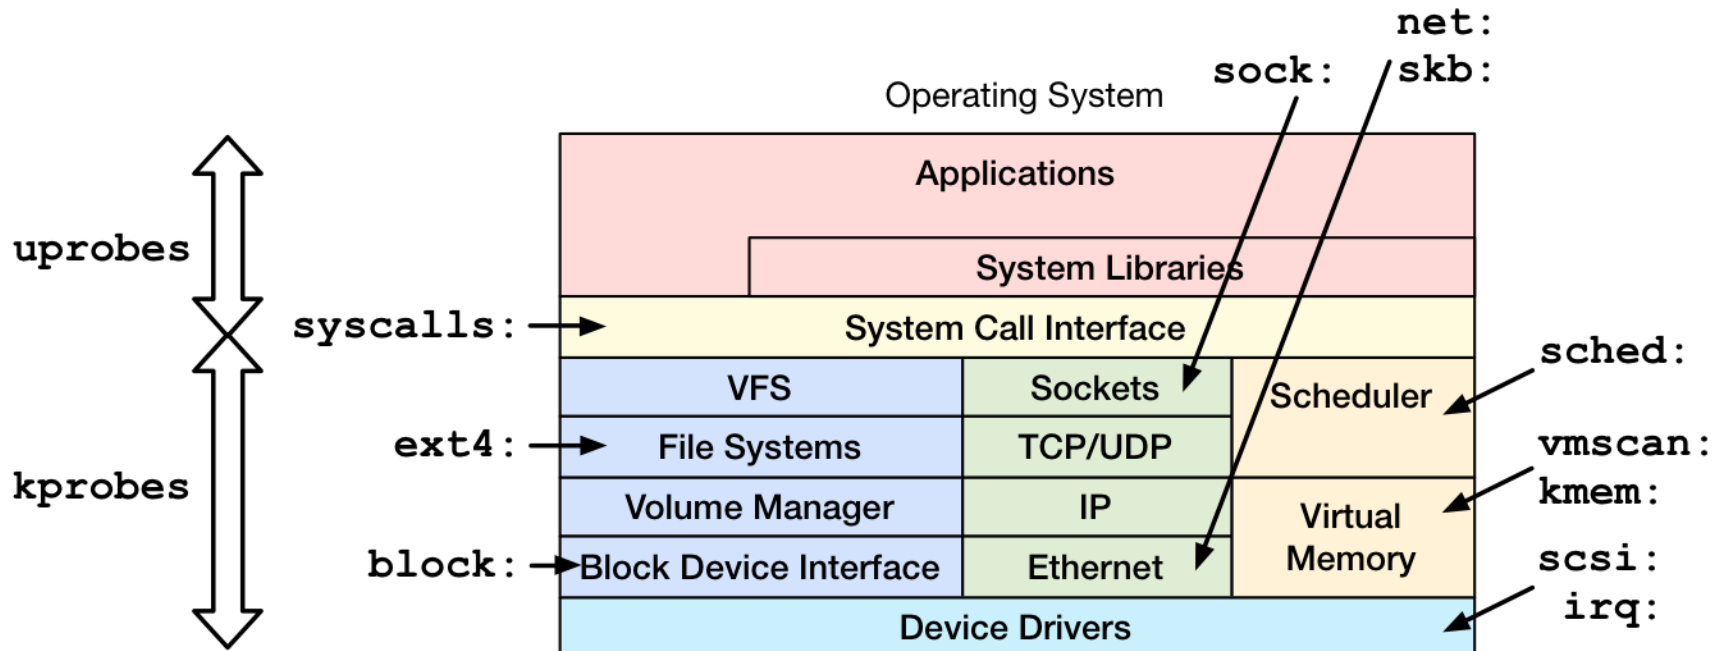 net:
sock:
skb:
Operating System
Applications
uprobes
System Libraries
syscalls:
System Call Interface
sched:
VFS
Sockets
Scheduler
ext4:
File Systems
TCP/UDP
vmscan:
kprobes
kmem:
Volume Manager
IP
Virtual
Memory
block:
Block Device Interface
Ethernet
scsi:
irq:
Device Drivers